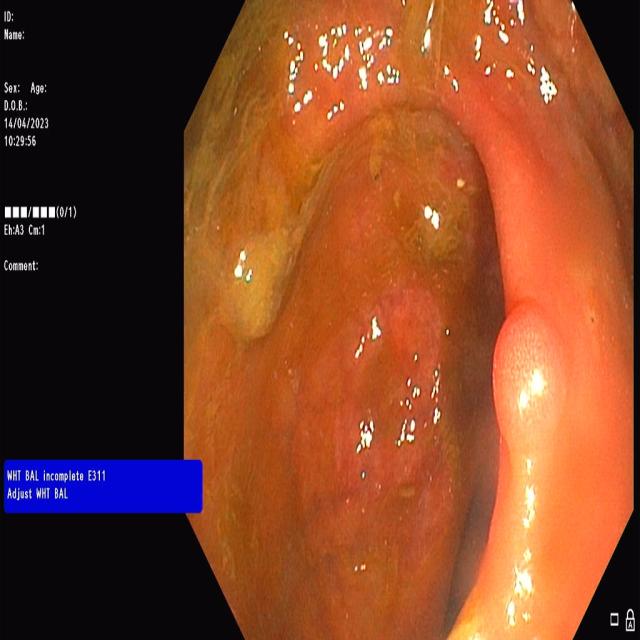 ID:
Name:
Sex: Age:
D.O.B.:
14/04/2023
10:29:56
■■■/■■■(0/1)
Eh:A3 Cm:1
Comment:
WHT BAL incomplete E311
Adjust WHT BAL
A